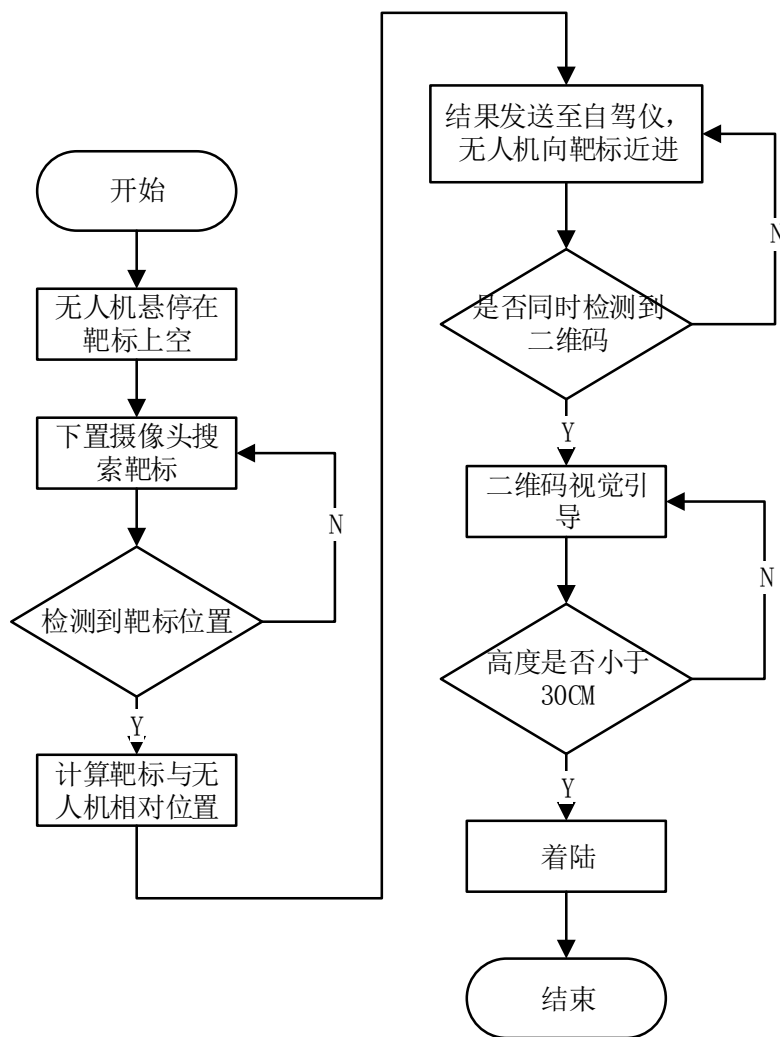 开始
无人机悬停在
靶标上空
下置摄像头搜
索靶标
N
检测到靶标位置
Y
计算靶标与无
人机相对位置
结果发送至自驾仪，
无人机向靶标近进
N
是否同时检测到
二维码
Y
二维码视觉引
导
N
高度是否小于
30CM
Y
着陆
结束